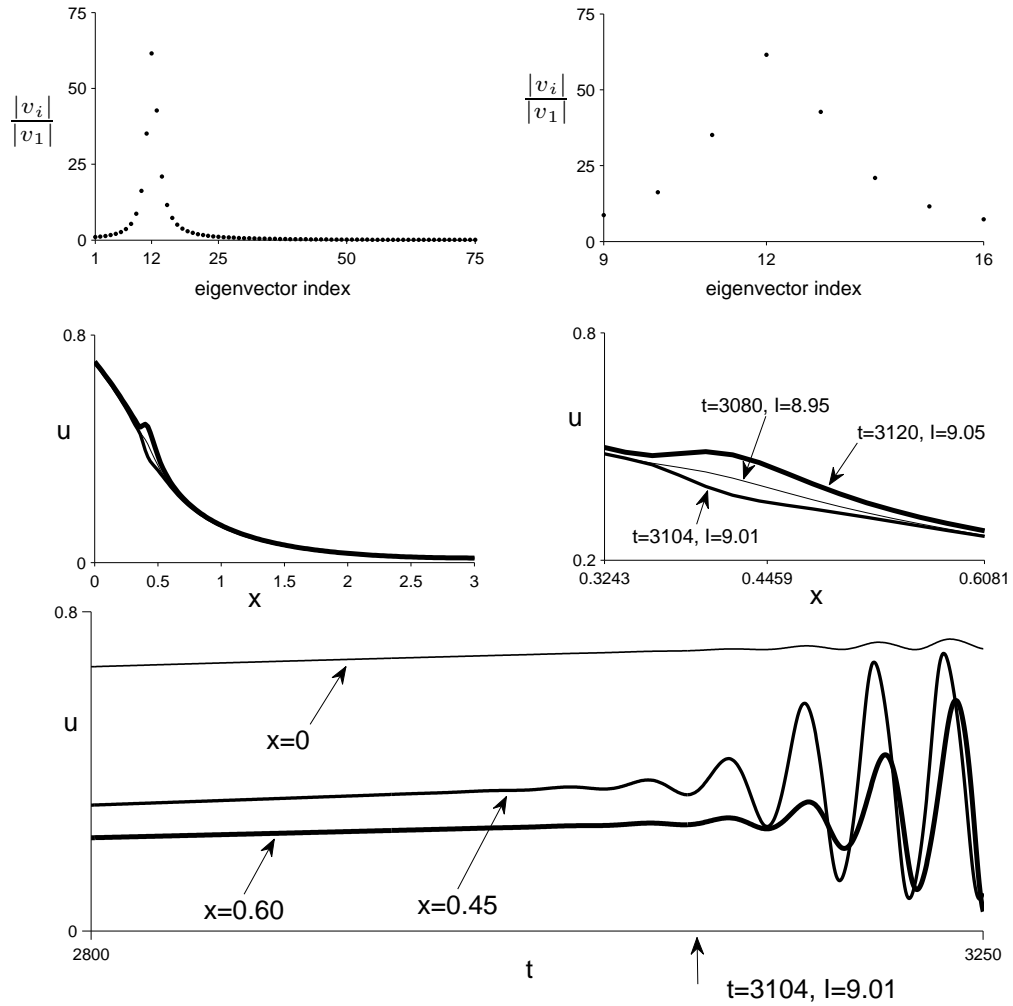 75
50
25
0
|v_i|
|v_1|
1
12
25
50
75
eigenvector index
75
50
25
0
|v_i|
|v_1|
9
12
16
eigenvector index
0.8
u
0
0
0.5
1
1.5
2
2.5
3
x
0.8
u
t=3080, I=8.95
t=3120, I=9.05
t=3104, I=9.01
0.2
0.3243
0.4459
0.6081
x
0.8
u
x=0
x=0.60
x=0.45
0
2800
3250
t
t=3104, I=9.01